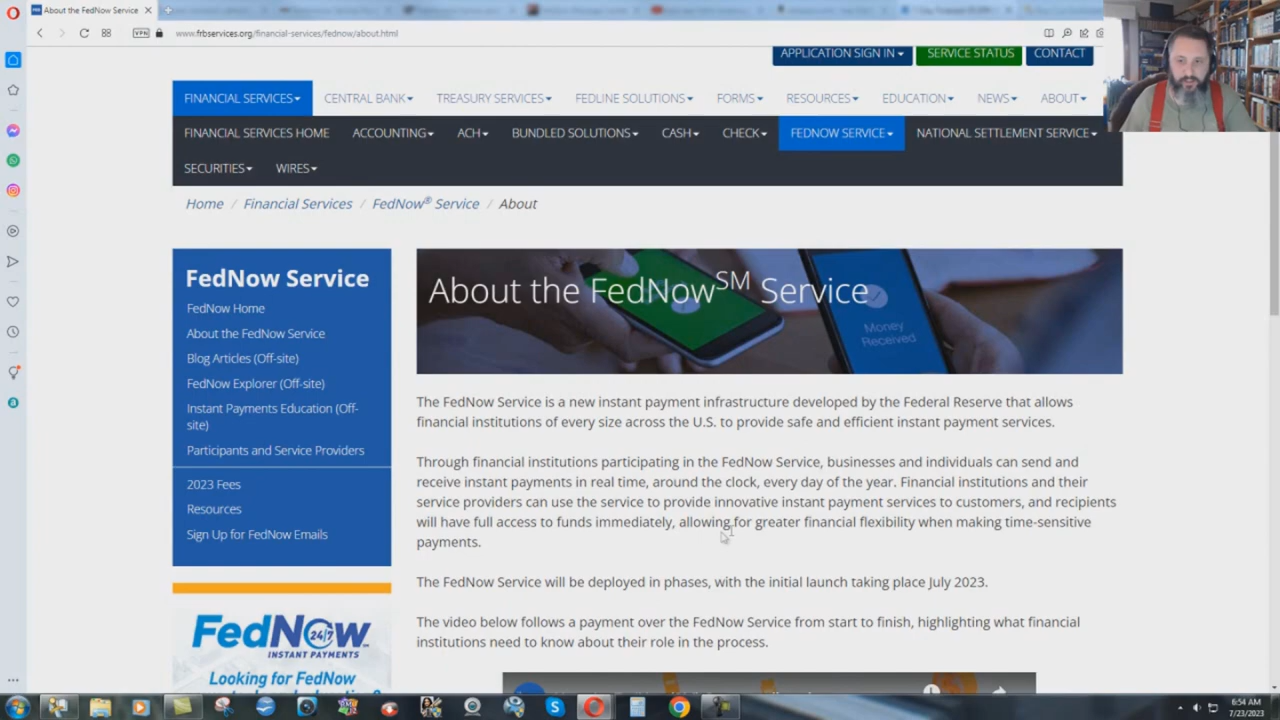 About the FedNow Service
VPN
www.frbservices.org/financial-services/fednow/about.html
APPLICATION SIGN IN
SERVICE STATUS
CONTACT
FINANCIAL SERVICES
CENTRAL BANK
TREASURY SERVICES
FEDLINE SOLUTIONS
FORMS
RESOURCES
EDUCATION
NEWS
ABOUT
FINANCIAL SERVICES HOME
ACCOUNTING
ACH
BUNDLED SOLUTIONS
CASH
CHECK
FEDNOW SERVICE
NATIONAL SETTLEMENT SERVICE
SECURITIES
WIRES
Home / Financial Services / FedNow® Service / About
FedNow Service
FedNow Home
About the FedNow Service
Blog Articles (Off-site)
FedNow Explorer (Off-site)
Instant Payments Education (Off-
site)
Participants and Service Providers
2023 Fees
Resources
Sign Up for FedNow Emails
FedNow
24/7
INSTANT PAYMENTS
Looking for FedNow
About the FedNow SM Service
Money
Received
The FedNow Service is a new instant payment infrastructure developed by the Federal Reserve that allows
financial institutions of every size across the U.S. to provide safe and efficient instant payment services.
Through financial institutions participating in the FedNow Service, businesses and individuals can send and
receive instant payments in real time, around the clock, every day of the year. Financial institutions and their
service providers can use the service to provide innovative instant payment services to customers, and recipients
will have full access to funds immediately, allowing for greater financial flexibility when making time-sensitive
payments.
The FedNow Service will be deployed in phases, with the initial launch taking place July 2023.
The video below follows a payment over the FedNow Service from start to finish, highlighting what financial
institutions need to know about their role in the process.
6:54 AM
7/23/2023